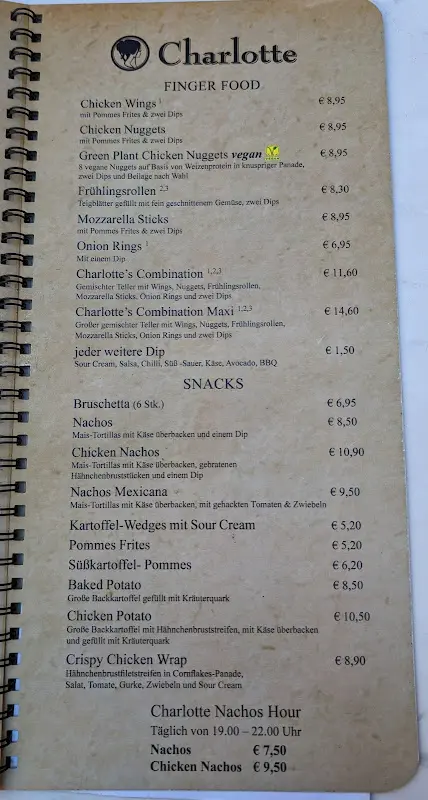 Charlotte
FINGER FOOD
Chicken Wings 1 € 8,95
mit Pommes Frites & zwei Dips
Chicken Nuggets € 8,95
mit Pommes Frites & zwei Dips
Green Plant Chicken Nuggets vegan € 8,95
8 vegane Nuggets auf Basis von Weizenprotein in knuspriger Panade,
zwei Dips und Beilage nach Wahl
Frühlingsrollen 2,3 € 8,30
Teigblätter gefüllt mit fein geschnittenem Gemüse, zwei Dips
Mozzarella Sticks € 8,95
mit Pommes Frites & zwei Dips
Onion Rings 1 € 6,95
Mit einem Dip
Charlotte's Combination 1,2,3 € 11,60
Gemischter Teller mit Wings, Nuggets, Frühlingsrollen,
Mozzarella Sticks, Onion Rings und zwei Dips
Charlotte's Combination Maxi 1,2,3 € 14,60
Großer gemischter Teller mit Wings, Nuggets, Frühlingsrollen,
Mozzarella Sticks, Onion Rings und zwei Dips
jeder weitere Dip € 1,50
Sour Cream, Salsa, Chilli, Süß -Sauer, Käse, Avocado, BBQ
SNACKS
Bruschetta (6 Stk.) € 6,95
Nachos € 8,50
Mais-Tortillas mit Käse überbacken und einem Dip
Chicken Nachos € 10,90
Mais-Tortillas mit Käse überbacken, gebratenen
Hähnchenbruststücken und einem Dip
Nachos Mexicana € 9,50
Mais-Tortillas mit Käse überbacken, mit gehackten Tomaten & Zwiebeln
Kartoffel-Wedges mit Sour Cream € 5,20
Pommes Frites € 5,20
Süßkartoffel- Pommes € 6,20
Baked Potato € 8,50
Große Backkartoffel gefüllt mit Kräuterquark
Chicken Potato € 10,50
Große Backkartoffel mit Hähnchenbruststreifen, mit Käse überbacken
und gefüllt mit Kräuterquark
Crispy Chicken Wrap € 8,90
Hähnchenbrustfiletstreifen in Cornflakes-Panade,
Salat, Tomate, Gurke, Zwiebeln und Sour Cream
Charlotte Nachos Hour
Täglich von 19.00 – 22.00 Uhr
Nachos € 7,50
Chicken Nachos € 9,50